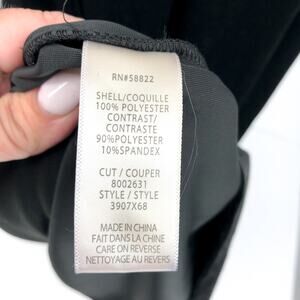 RN#58822
SHELL/COQUILLE
100% POLYESTER
CONTRAST/
CONTRASTE
90%POLYESTER
10%SPANDEX
CUT / COUPER
8002631
STYLE / STYLE
3907X68
MADE IN CHINA
FAIT DANS LA CHINE
CARE ON REVERSE
NETTOYAGE AU REVERS